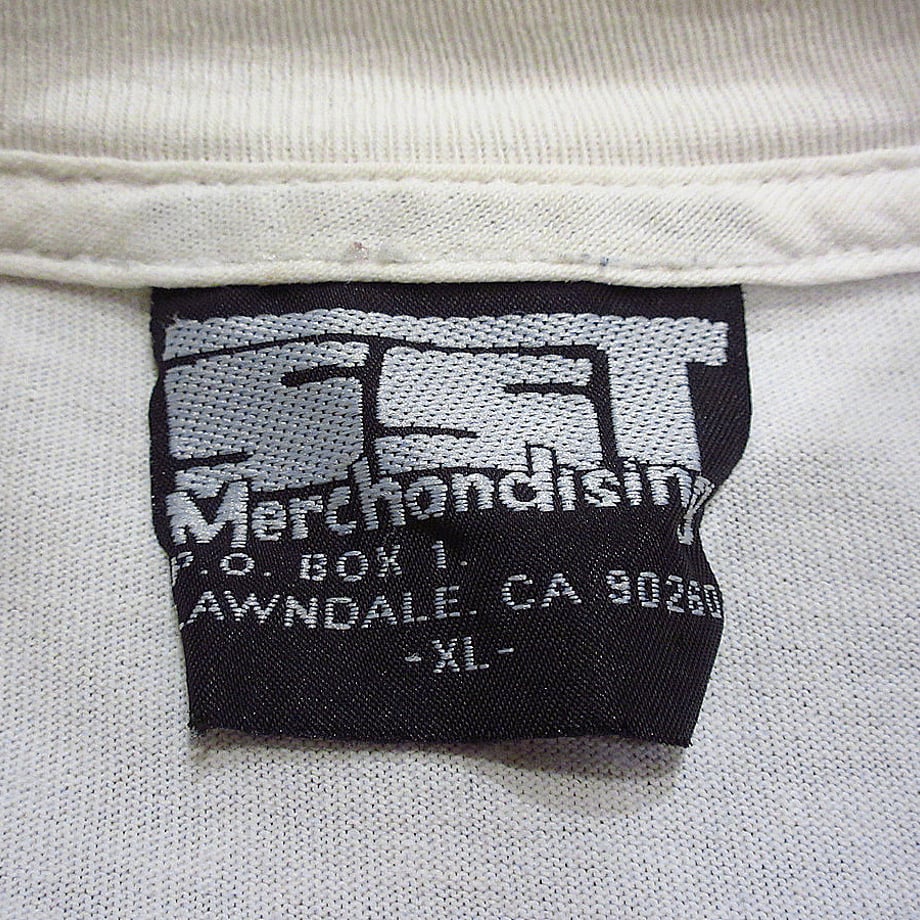 SST
Merchandising
P.O. BOX 1.
LAWNDALE. CA 90260
-XL-